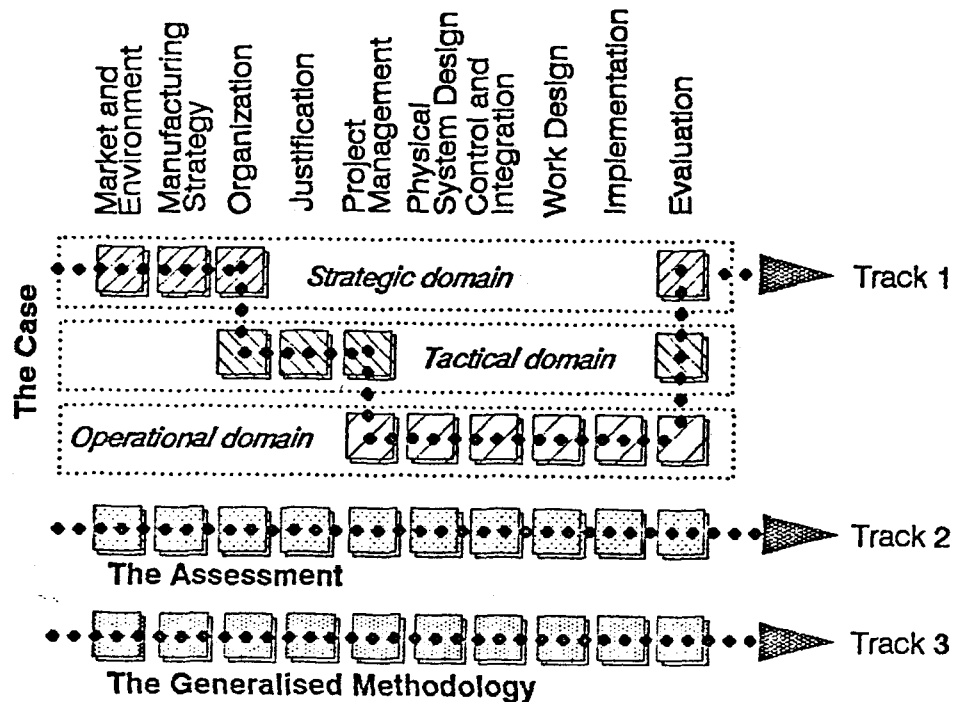 Market and
Environment
Manufacturing
Strategy
Organization
Justification
Project
Management
Physical
System Design
Control and
Integration
Work Design
Implementation
Evaluation
The Case
Strategic domain
Track 1
Tactical domain
Operational domain
Track 2
The Assessment
Track 3
The Generalised Methodology